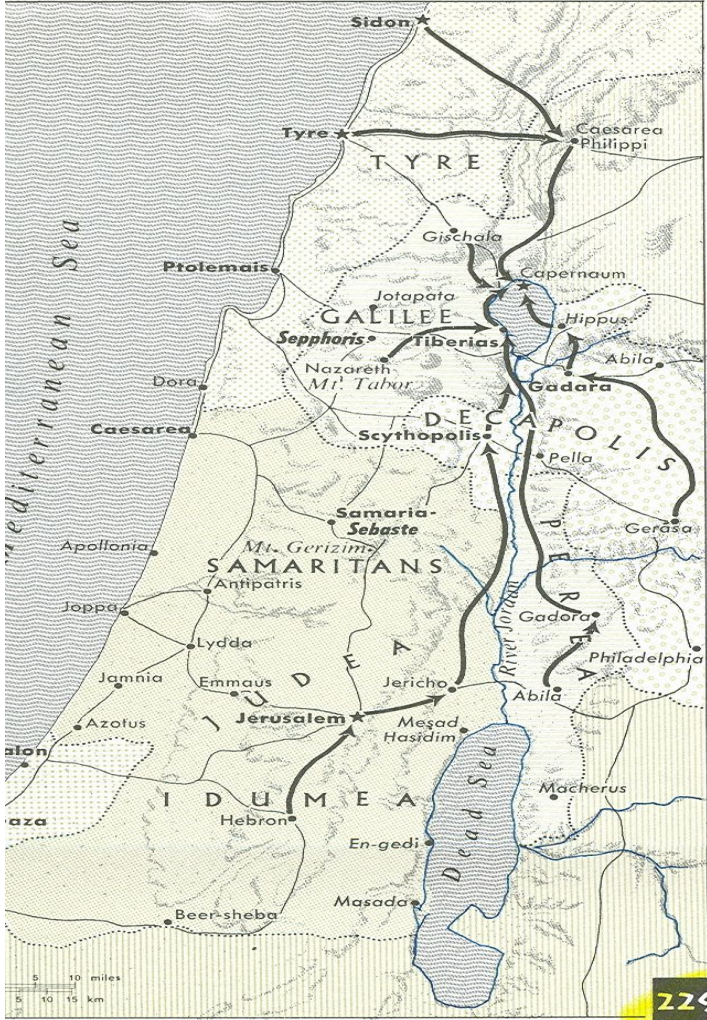 Sidon
Tyre
Caesarea
Philippi
TYRE
Gischala
Capernaum
Ptolemais
Jotapata
GALILEE
Hippus
Sepphoris
Tiberias
Abila
Nazareth
Mt. Tabor
Gadara
Dora
DECAPOLIS
Caesarea
Scythopolis
Pella
Mediterranean Sea
Samaria-
Sebaste
Gerasa
Apollonia
Mt. Gerizim
SAMARITANS
PEREA
Antipatris
Joppa
Gadora
River Jordan
Lydda
JUDEA
Philadelphia
Jamnia
Emmaus
Jericho
Abila
Jerusalem
Azotus
Meşad
Hasidim
alon
Dead Sea
IDUMEA
Macherus
aza
Hebron
En-gedi
Masada
Beer-sheba
5 10 miles
5 10 15 km